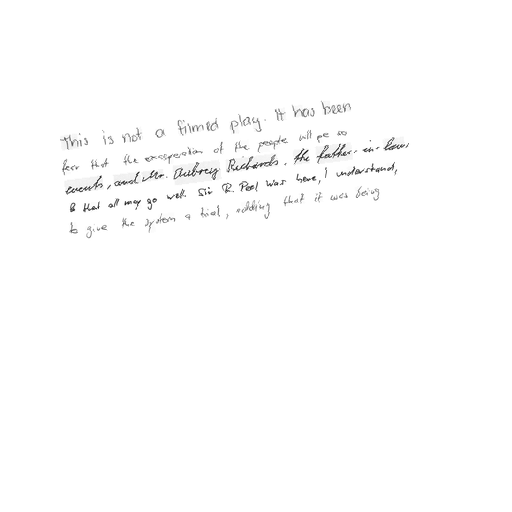 This is not a filmed play. It has been
fear that the exasperation of the people will be so
events, and Mr. Aubrey Richards, the father-in-law,
& that all may go well. Sir R. Peel was here, I understand,
to give the system a trial, adding that it was being